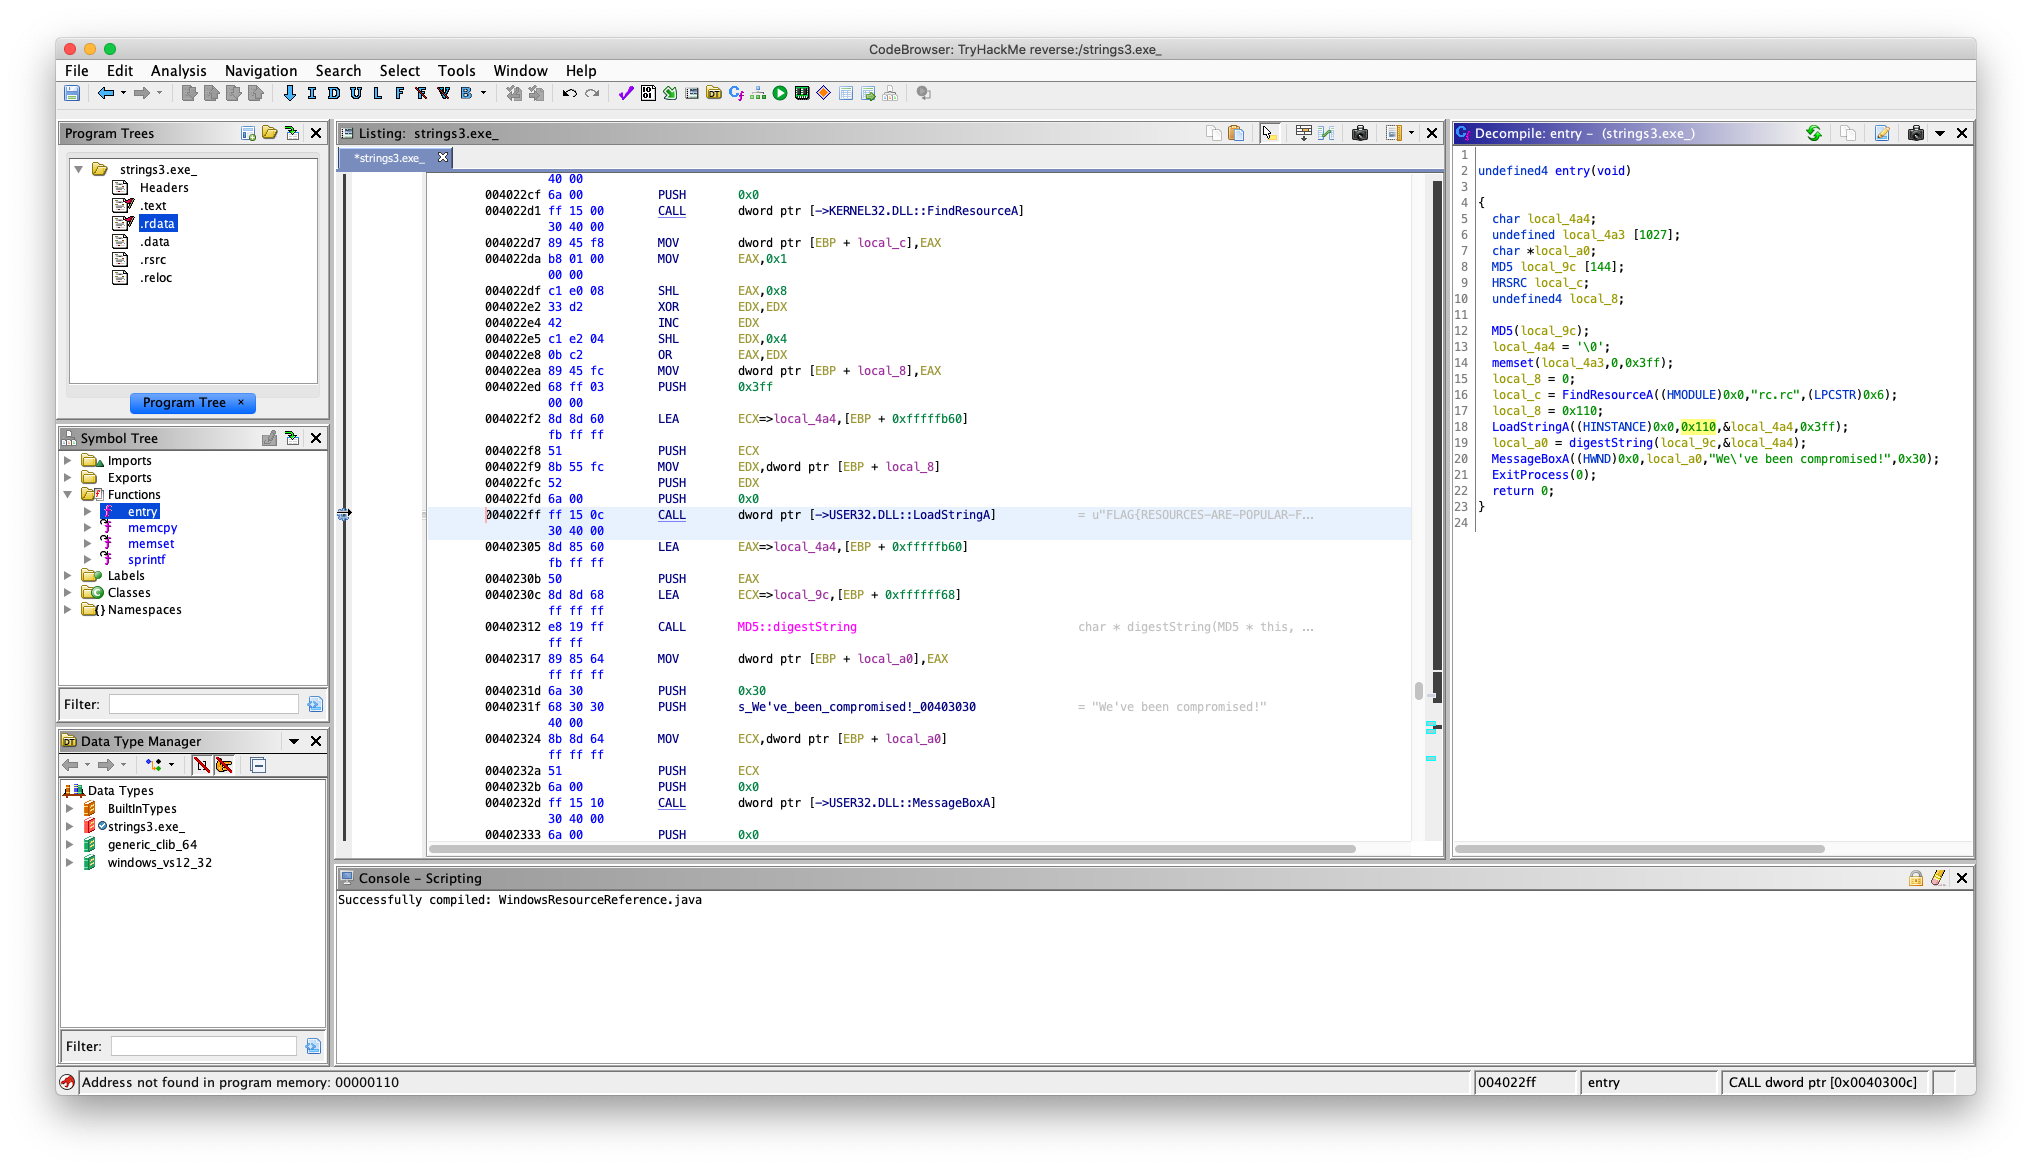 CodeBrowser: TryHackMe reverse:/strings3.exe_
File Edit Analysis Navigation Search Select Tools Window Help
I D U L F F V B
Program Trees
strings3.exe_
Headers
.text
.rdata
.data
.rsrc
.reloc
Program Tree ×
Symbol Tree
Imports
Exports
Functions
entry
memcpy
memset
sprintf
Labels
Classes
Namespaces
Filter:
Data Type Manager
Data Types
BuiltInTypes
strings3.exe_
generic_clib_64
windows_vs12_32
Filter:
Listing: strings3.exe_
*strings3.exe_
40 00
004022cf 6a 00 PUSH 0x0
004022d1 ff 15 00 CALL dword ptr [->KERNEL32.DLL::FindResourceA]
30 40 00
004022d7 89 45 f8 MOV dword ptr [EBP + local_c],EAX
004022da b8 01 00 MOV EAX,0x1
00 00
004022df c1 e0 08 SHL EAX,0x8
004022e2 33 d2 XOR EDX,EDX
004022e4 42 INC EDX
004022e5 c1 e2 04 SHL EDX,0x4
004022e8 0b c2 OR EAX,EDX
004022ea 89 45 fc MOV dword ptr [EBP + local_8],EAX
004022ed 68 ff 03 PUSH 0x3ff
00 00
004022f2 8d 8d 60 LEA ECX=>local_4a4,[EBP + 0xfffffb60]
fb ff ff
004022f8 51 PUSH ECX
004022f9 8b 55 fc MOV EDX,dword ptr [EBP + local_8]
004022fc 52 PUSH EDX
004022fd 6a 00 PUSH 0x0
004022ff ff 15 0c CALL dword ptr [->USER32.DLL::LoadStringA] = u"FLAG{RESOURCES-ARE-POPULAR-F...
30 40 00
00402305 8d 85 60 LEA EAX=>local_4a4,[EBP + 0xfffffb60]
fb ff ff
0040230b 50 PUSH EAX
0040230c 8d 8d 68 LEA ECX=>local_9c,[EBP + 0xffffff68]
ff ff ff
00402312 e8 19 ff CALL MD5::digestString char * digestString(MD5 * this, ...
ff ff
00402317 89 85 64 MOV dword ptr [EBP + local_a0],EAX
ff ff ff
0040231d 6a 30 PUSH 0x30
0040231f 68 30 30 PUSH s_We've_been_compromised!_00403030 = "We've been compromised!"
40 00
00402324 8b 8d 64 MOV ECX,dword ptr [EBP + local_a0]
ff ff ff
0040232a 51 PUSH ECX
0040232b 6a 00 PUSH 0x0
0040232d ff 15 10 CALL dword ptr [->USER32.DLL::MessageBoxA]
30 40 00
00402333 6a 00 PUSH 0x0
Decompile: entry - (strings3.exe_)
1
2 undefined4 entry(void)
3
4 {
5 char local_4a4;
6 undefined local_4a3 [1027];
7 char *local_a0;
8 MD5 local_9c [144];
9 HRSRC local_c;
10 undefined4 local_8;
11
12 MD5(local_9c);
13 local_4a4 = '\0';
14 memset(local_4a3,0,0x3ff);
15 local_8 = 0;
16 local_c = FindResourceA((HMODULE)0x0,"rc.rc",(LPCSTR)0x6);
17 local_8 = 0x110;
18 LoadStringA((HINSTANCE)0x0,0x110,&local_4a4,0x3ff);
19 local_a0 = digestString(local_9c,&local_4a4);
20 MessageBoxA((HWND)0x0,local_a0,"We\'ve been compromised!",0x30);
21 ExitProcess(0);
22 return 0;
23 }
24
Console - Scripting
Successfully compiled: WindowsResourceReference.java
Address not found in program memory: 00000110
004022ff
entry
CALL dword ptr [0x0040300c]